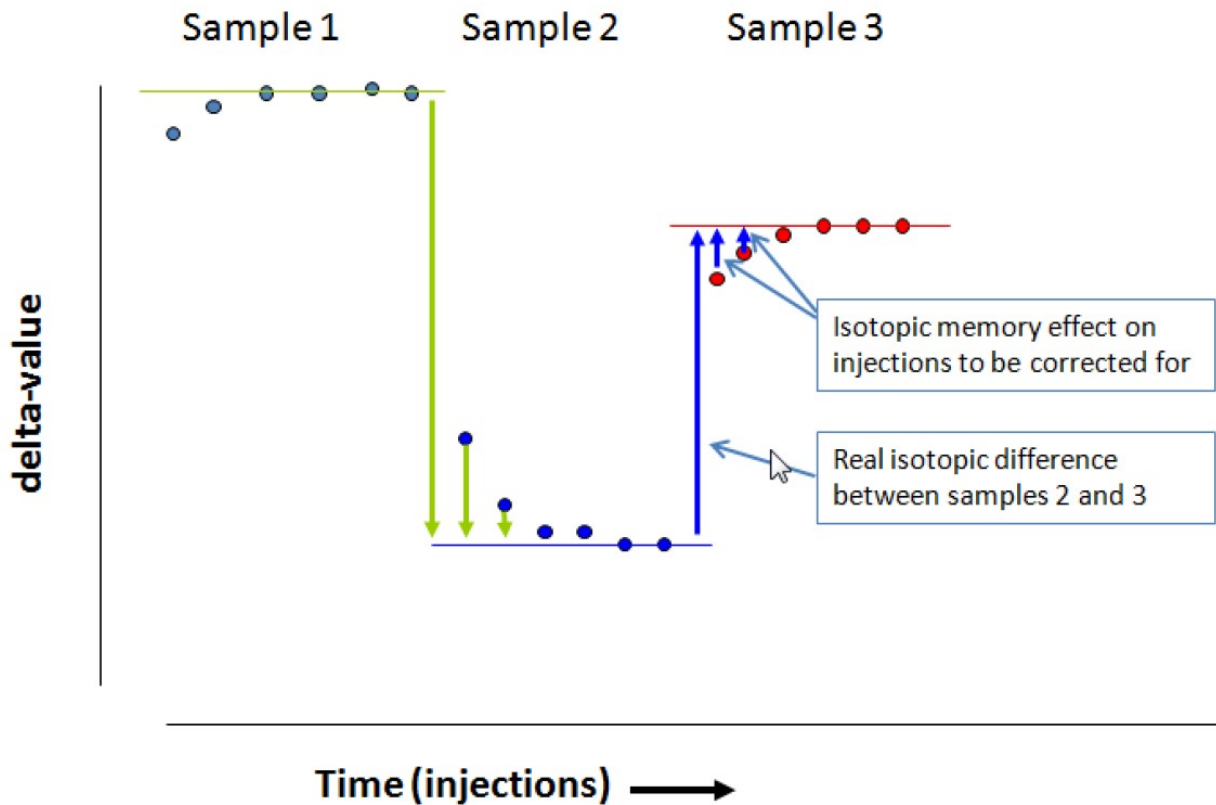 Sample 1
Sample 2
Sample 3
delta-value
Isotopic memory effect on
injections to be corrected for
Real isotopic difference
between samples 2 and 3
Time (injections)